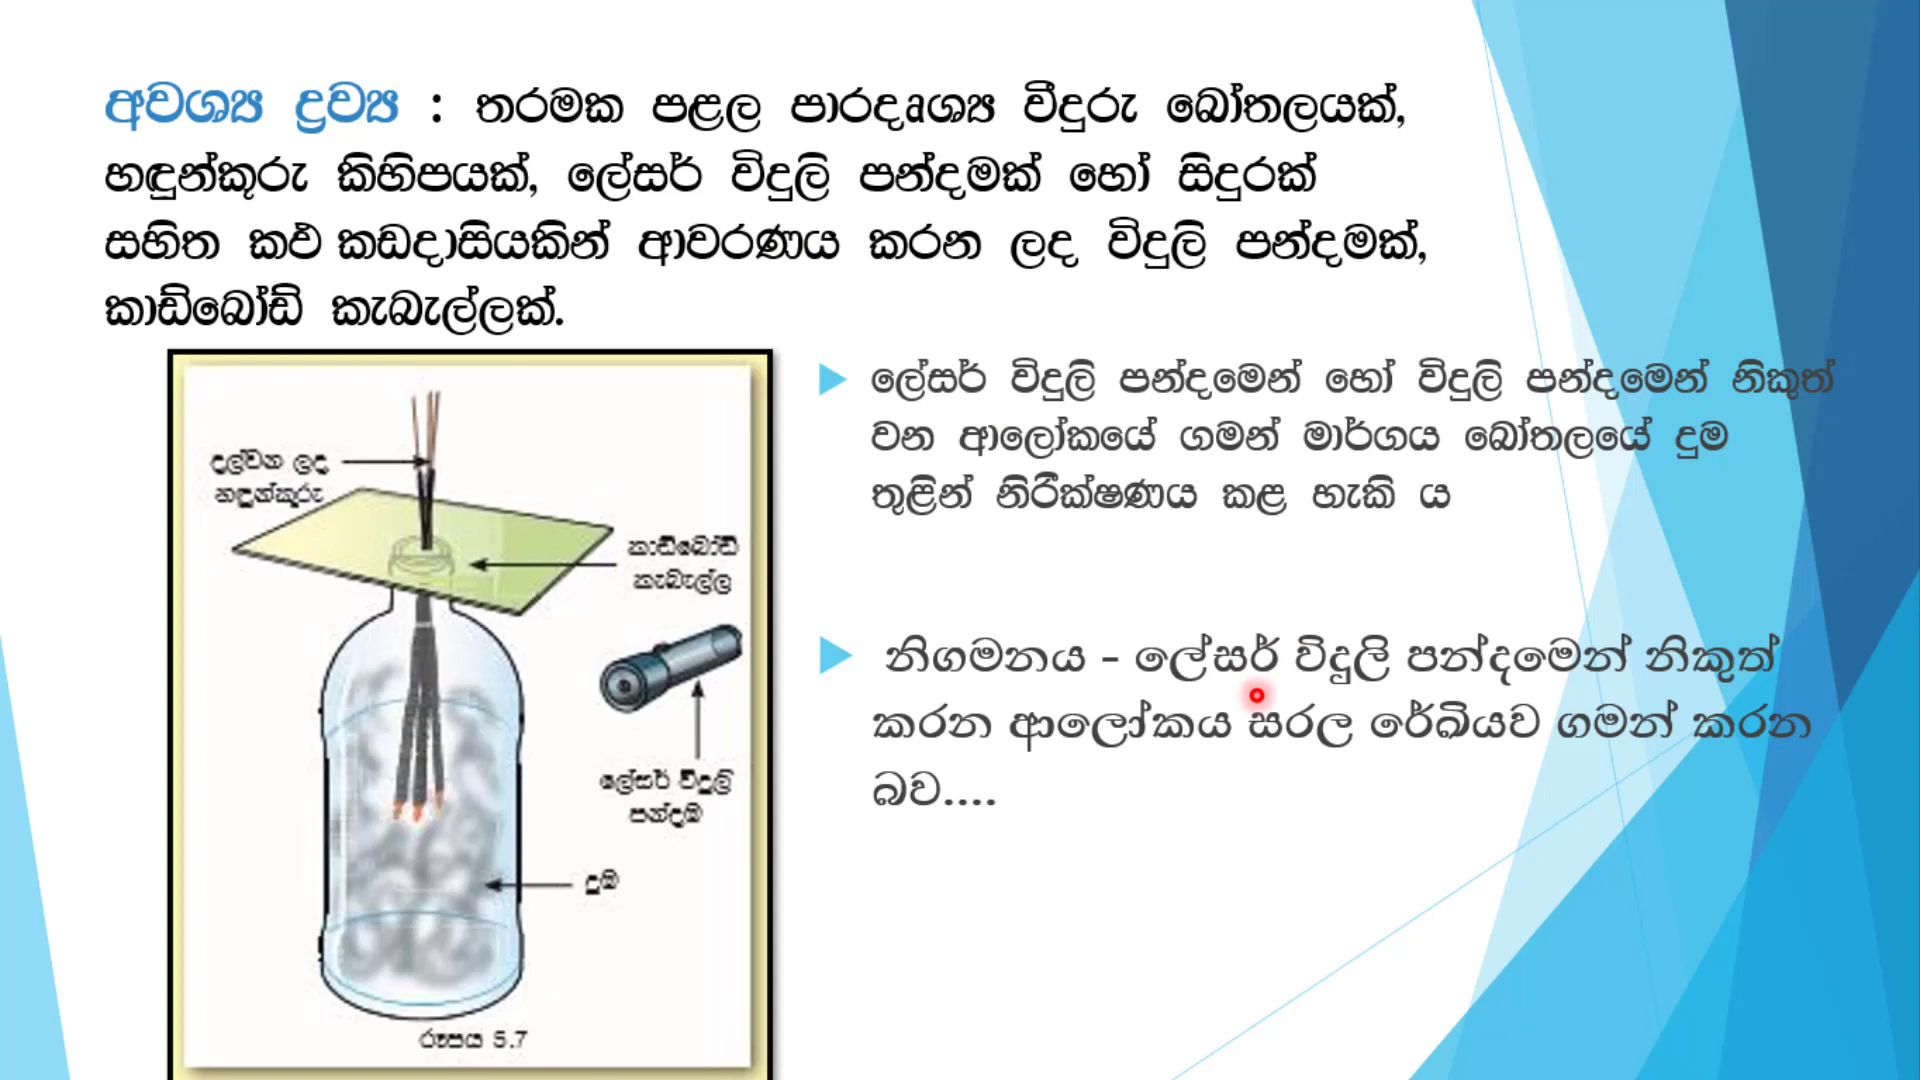 අවශ්‍ය ද්‍රව්‍ය : තරමක පළල පාරදෘශ්‍ය වීදුරු බෝතලයක්,
හඳුන්කූරු කිහිපයක්, ලේසර් විදුලි පන්දමක් හෝ සිදුරක්
සහිත කඵ කඩදාසියකින් ආවරණය කරන ලද විදුලි පන්දමක්,
කාඩ්බෝඩ් කැබැල්ලක්.
ලේසර් විදුලි පන්දමෙන් හෝ විදුලි පන්දමෙන් නිකුත්
වන ආලෝකයේ ගමන් මාර්ගය බෝතලයේ දුම
තුළින් නිරීක්ෂණය කළ හැකි ය
නිගමනය - ලේසර් විදුලි පන්දමෙන් නිකුත්
කරන ආලෝකය සරල රේඛියව ගමන් කරන
බව....
දල්වන ලද
හඳුන්කූරු
කාඩ්බෝඩ්
කැබැල්ල
ලේසර් විදුලි
පන්දම
දුම
රූපය 5.7